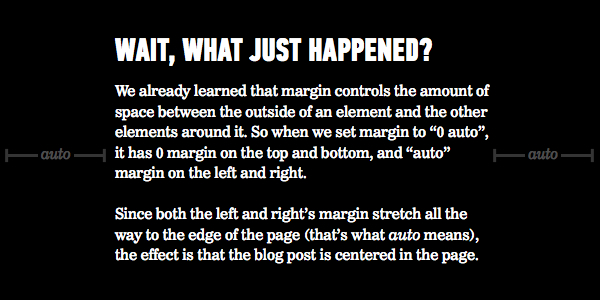 WAIT, WHAT JUST HAPPENED?
We already learned that margin controls the amount of
space between the outside of an element and the other
elements around it. So when we set margin to “0 auto”,
auto
it has 0 margin on the top and bottom, and “auto”
auto
margin on the left and right.
Since both the left and right’s margin stretch all the
way to the edge of the page (that’s what auto means),
the effect is that the blog post is centered in the page.